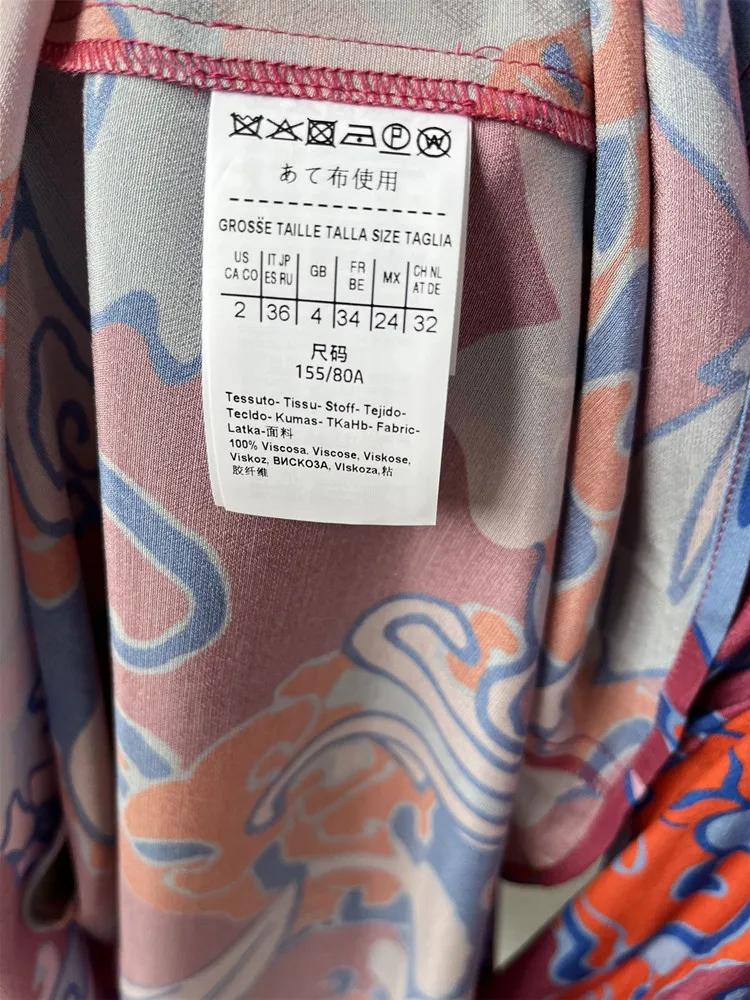 P W
あて布使用
GROSSE TAILLE TALLA SIZE TAGLIA
US CA CO IT JP ES RU GB FR BE MX CH NL AT DE
2 36 4 34 24 32
尺码
155/80A
Tessuto- Tissu- Stoff- Tejido-
Tecldo- Kumas- TKaHb- Fabric-
Latka-面料
100% Viscosa. Viscose, Viskose,
Viskoz, ВИСКОЗА, VIskoza,粘
胶纤维